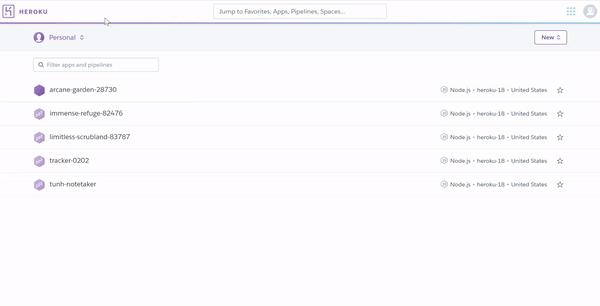 HEROKU
Jump to Favorites, Apps, Pipelines, Spaces...
Personal
New
Filter apps and pipelines
arcane-garden-28730 Node.js • heroku-18 • United States
immense-refuge-82476 Node.js • heroku-18 • United States
limitless-scrubland-83787 Node.js • heroku-18 • United States
tracker-0202 Node.js • heroku-18 • United States
tunh-notetaker Node.js • heroku-18 • United States